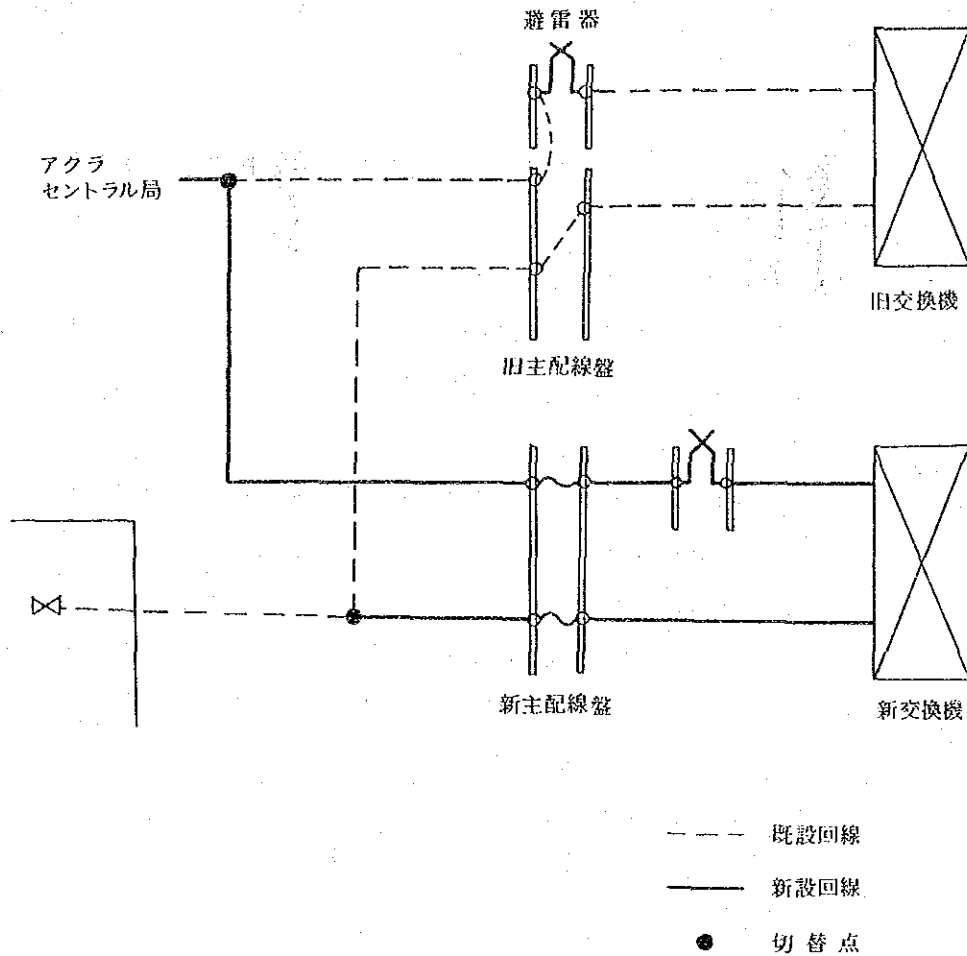 避雷器
アクラ
セントラル局
旧交換機
旧主配線盤
新主配線盤
新交換機
既設回線
新設回線
切替点